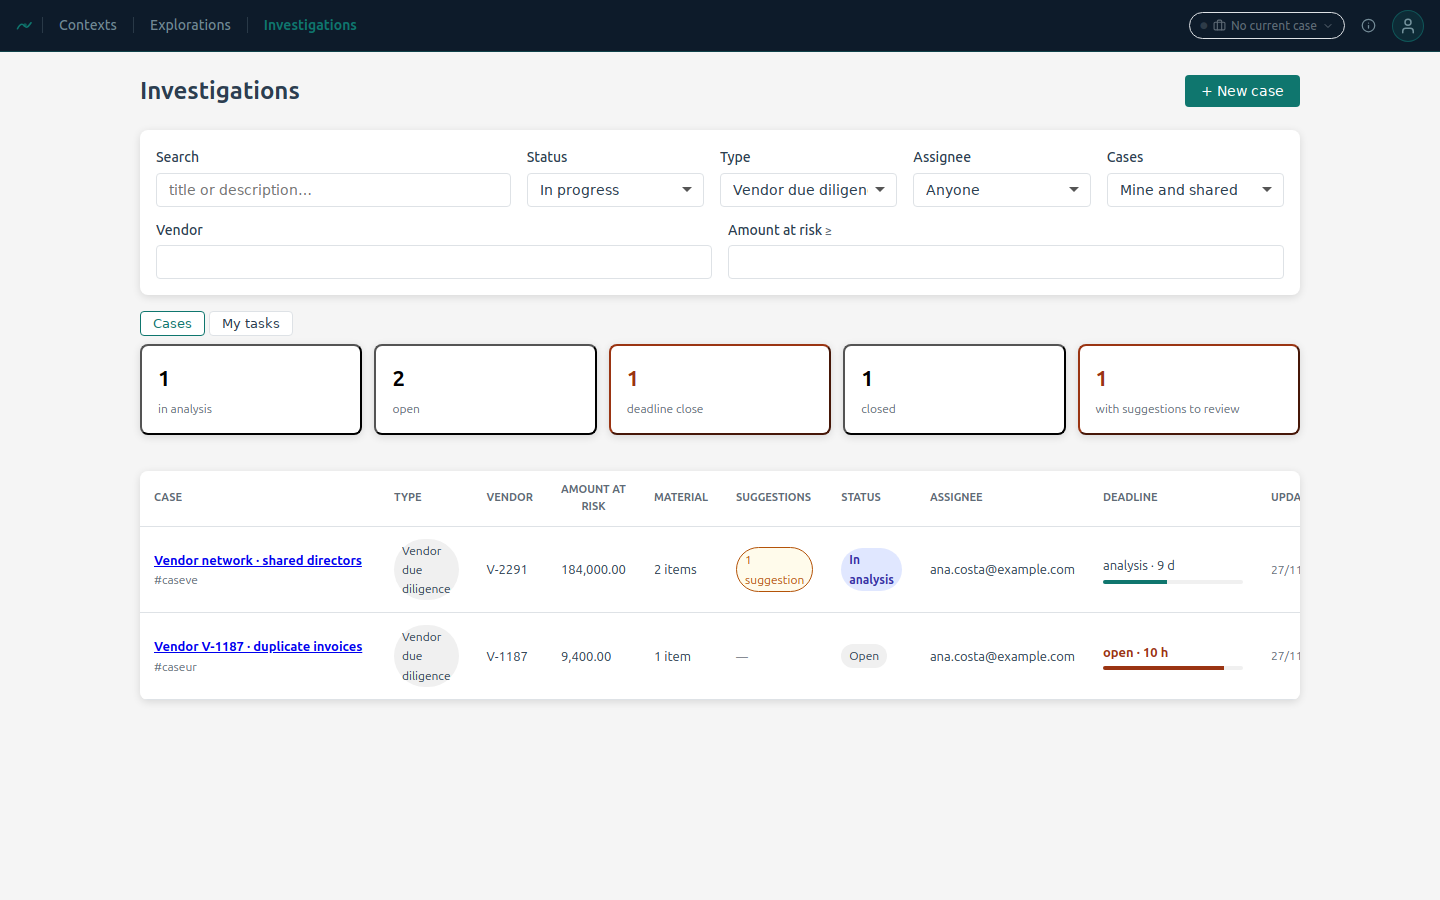 Contexts
Explorations
Investigations
No current case
Investigations
+ New case
Search
Status
Type
Assignee
Cases
title or description...
In progress
Vendor due diligen
Anyone
Mine and shared
Vendor
Amount at risk ≥
Cases
My tasks
1
in analysis
2
open
1
deadline close
1
closed
1
with suggestions to review
CASE
TYPE
VENDOR
AMOUNT AT
RISK
MATERIAL
SUGGESTIONS
STATUS
ASSIGNEE
DEADLINE
UPDA
Vendor network · shared directors
#caseve
Vendor
due
diligence
V-2291
184,000.00
2 items
1
suggestion
In
analysis
ana.costa@example.com
analysis · 9 d
27/11
Vendor V-1187 · duplicate invoices
#caseur
Vendor
due
diligence
V-1187
9,400.00
1 item
—
Open
ana.costa@example.com
open · 10 h
27/11